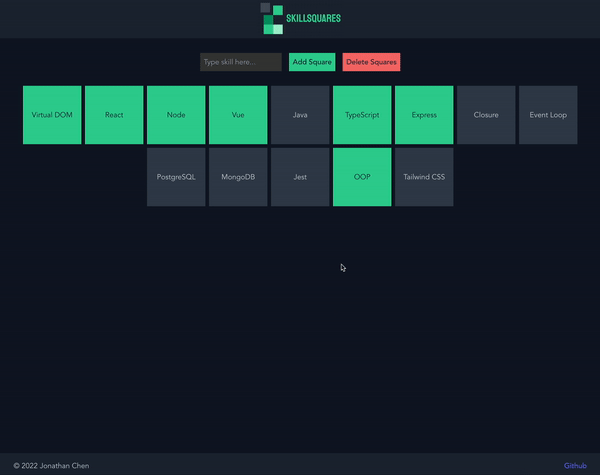 SKILLSQUARES
Type skill here...
Add Square
Delete Squares
Virtual DOM
React
Node
Vue
Java
TypeScript
Express
Closure
Event Loop
PostgreSQL
MongoDB
Jest
OOP
Tailwind CSS
© 2022 Jonathan Chen
Github